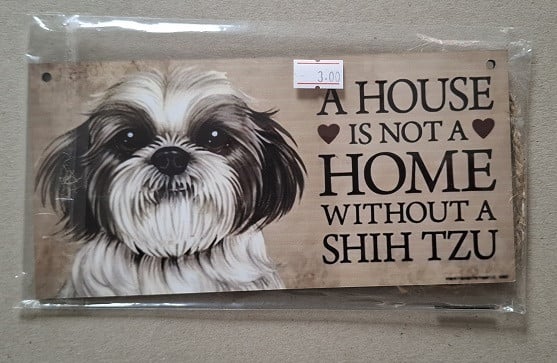 3.00
A HOUSE
IS NOT A
HOME
WITHOUT A
SHIH TZU